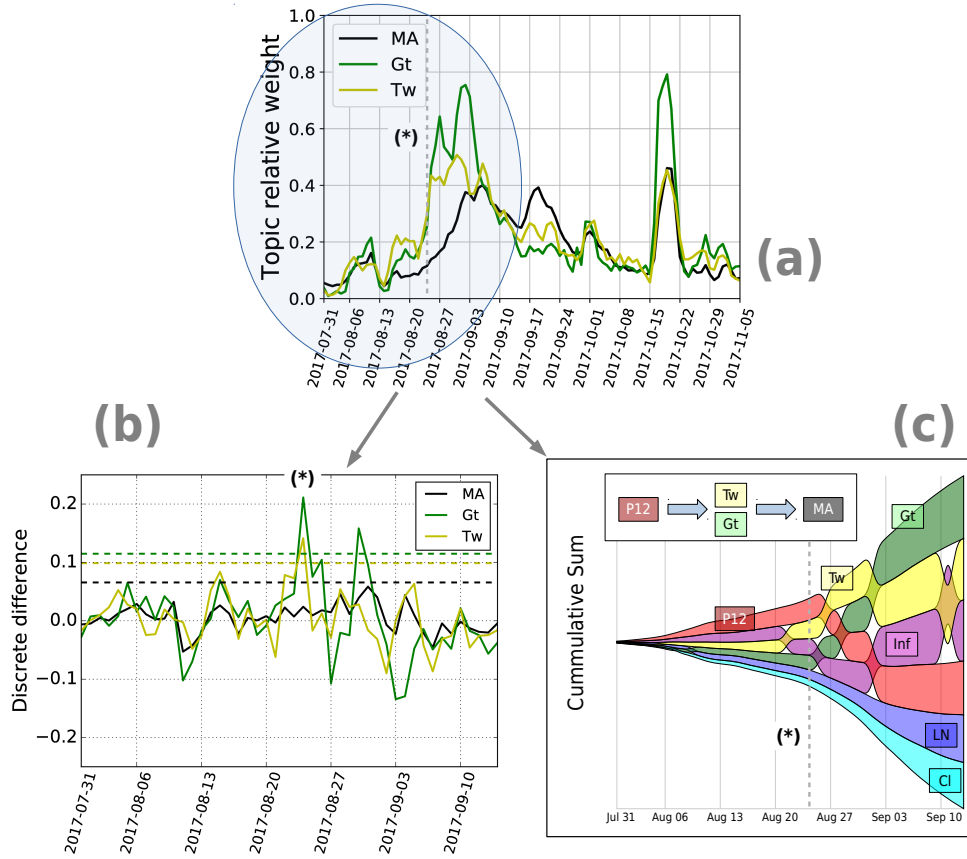 Topic relative weight
1.0
0.8
0.6
0.4
0.2
0.0
MA
Gt
Tw
(*)
2017-07-31
2017-08-06
2017-08-13
2017-08-20
2017-08-27
2017-09-03
2017-09-10
2017-09-17
2017-09-24
2017-10-01
2017-10-08
2017-10-15
2017-10-22
2017-10-29
2017-11-05
(a)
(b)
Discrete difference
0.2
0.1
0.0
−0.1
−0.2
(*)
MA
Gt
Tw
2017-07-31
2017-08-06
2017-08-13
2017-08-20
2017-08-27
2017-09-03
2017-09-10
(c)
Cummulative Sum
P12
Tw
Gt
MA
Gt
Tw
P12
Inf
LN
Cl
(*)
Jul 31
Aug 06
Aug 13
Aug 20
Aug 27
Sep 03
Sep 10